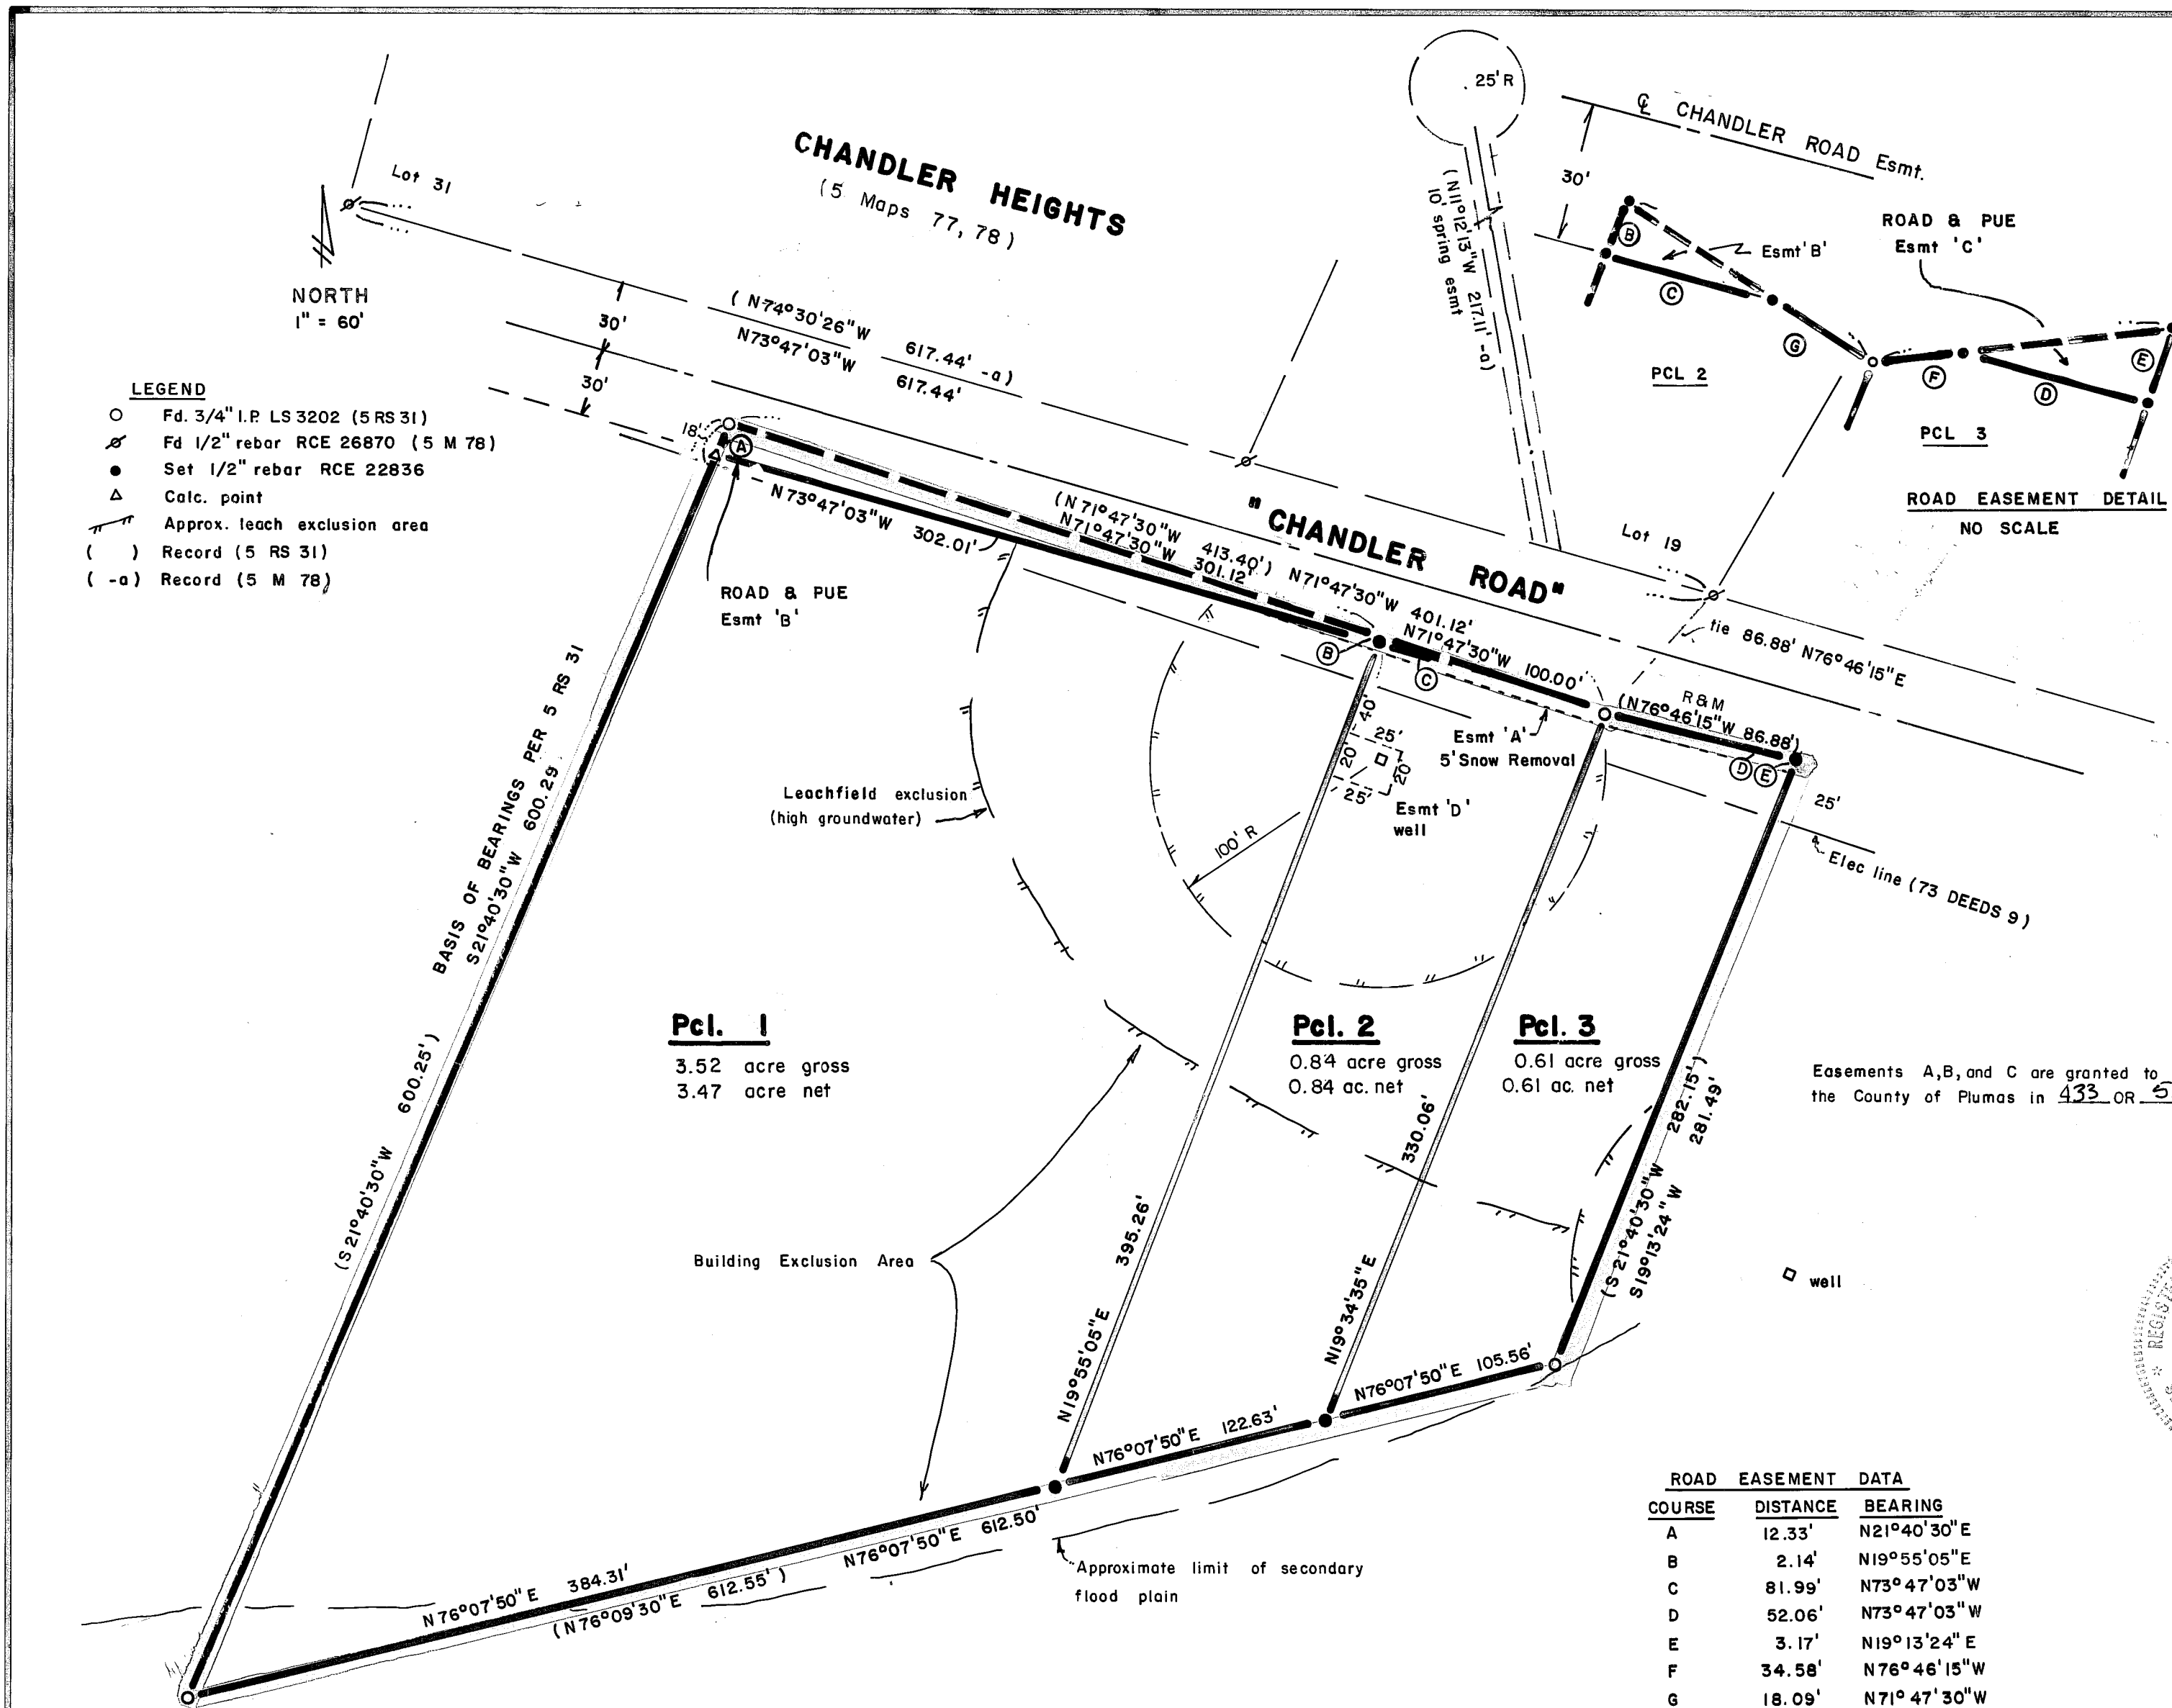 CHANDLER HEIGHTS
(5 Maps 77, 78)
Lot 31
NORTH
1" = 60'
25' R
(N11°12'13"W 217.11' -a)
10' spring esmt
℄ CHANDLER ROAD Esmt.
30'
B
Esmt 'B'
C
G
ROAD & PUE
Esmt 'C'
F
D
E
PCL 2
PCL 3
ROAD EASEMENT DETAIL
NO SCALE
LEGEND
Fd. 3/4" I.P. LS 3202 (5 RS 31)
Fd 1/2" rebar RCE 26870 (5 M 78)
Set 1/2" rebar RCE 22836
Calc. point
Approx. leach exclusion area
( ) Record (5 RS 31)
( -a) Record (5 M 78)
30'
30'
(N74°30'26"W 617.44' -a)
N73°47'03"W 617.44'
18'
A
N73°47'03"W 302.01'
(N71°47'30"W 413.40')
N71°47'30"W 301.12'
N71°47'30"W 401.12'
N71°47'30"W 100.00'
"CHANDLER ROAD"
Lot 19
tie 86.88' N76°46'15"E
R & M
(N76°46'15"W 86.88')
ROAD & PUE
Esmt 'B'
B
C
D
E
Esmt 'A'
5' Snow Removal
40'
25'
20'
20'
25'
Esmt 'D'
well
100' R
25'
Elec line (73 DEEDS 9)
Leachfield exclusion
(high groundwater)
BASIS OF BEARINGS PER 5 RS 31
S21°40'30"W 600.29
(S21°40'30"W 600.25')
Pcl. 1
3.52 acre gross
3.47 acre net
Pcl. 2
0.84 acre gross
0.84 ac. net
Pcl. 3
0.61 acre gross
0.61 ac. net
Easements A,B, and C are granted to
the County of Plumas in 433 OR 5
Building Exclusion Area
N19°55'05"E 395.26'
N19°34'35"E 330.06'
(S21°40'30"W 282.15')
S19°13'24"W 281.49'
well
N76°07'50"E 105.56'
N76°07'50"E 122.63'
N76°07'50"E 612.50'
N76°07'50"E 384.31'
(N76°09'30"E 612.55')
Approximate limit of secondary
flood plain
ROAD EASEMENT DATA
COURSE DISTANCE BEARING
A 12.33' N21°40'30"E
B 2.14' N19°55'05"E
C 81.99' N73°47'03"W
D 52.06' N73°47'03"W
E 3.17' N19°13'24"E
F 34.58' N76°46'15"W
G 18.09' N71°47'30"W